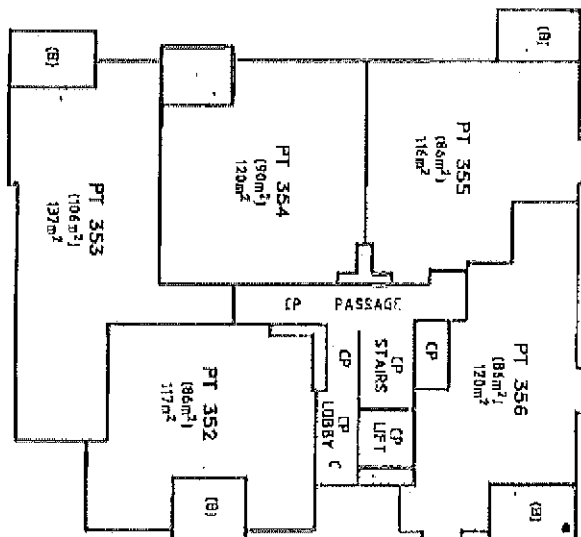 (B)
(B)
PT 353
(106m²)
137m²
PT 354
(90m²)
120m²
PT 355
(86m²)
116m²
CP PASSAGE
CP
STAIRS
CP
CP
CP
LOBBY
C
CP
LIFT
PT 352
(86m²)
117m²
(B)
PT 356
(85m²)
120m²
(B)